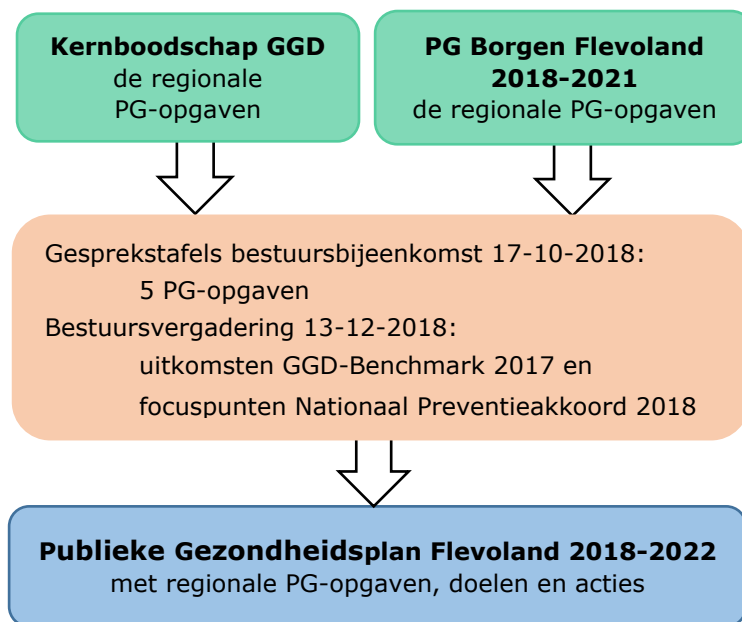 Kernboodschap GGD
de regionale
PG-opgaven
PG Borgen Flevoland
2018-2021
de regionale PG-opgaven
Gesprekstafels bestuursbijeenkomst 17-10-2018:
5 PG-opgaven
Bestuursvergadering 13-12-2018:
uitkomsten GGD-Benchmark 2017 en
focuspunten Nationaal Preventieakkoord 2018
Publieke Gezondheidsplan Flevoland 2018-2022
met regionale PG-opgaven, doelen en acties